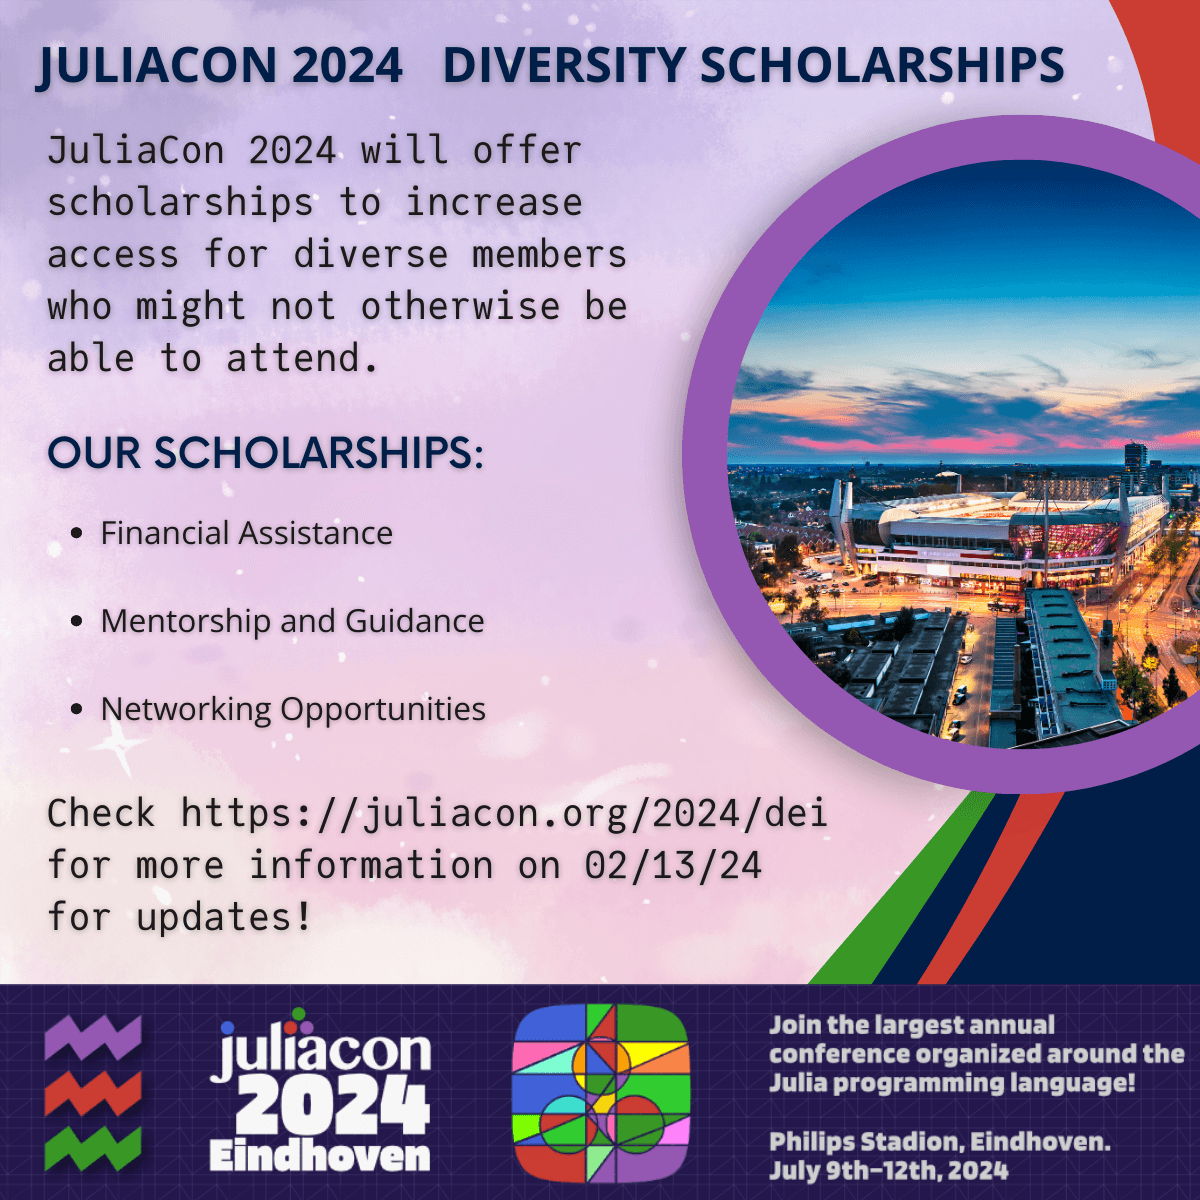 JULIACON 2024 DIVERSITY SCHOLARSHIPS
JuliaCon 2024 will offer
scholarships to increase
access for diverse members
who might not otherwise be
able to attend.
OUR SCHOLARSHIPS:
• Financial Assistance
• Mentorship and Guidance
• Networking Opportunities
Check https://juliacon.org/2024/dei
for more information on 02/13/24
for updates!
juliacon
2024
Eindhoven
Join the largest annual
conference organized around the
Julia programming language!
Philips Stadion, Eindhoven.
July 9th–12th, 2024